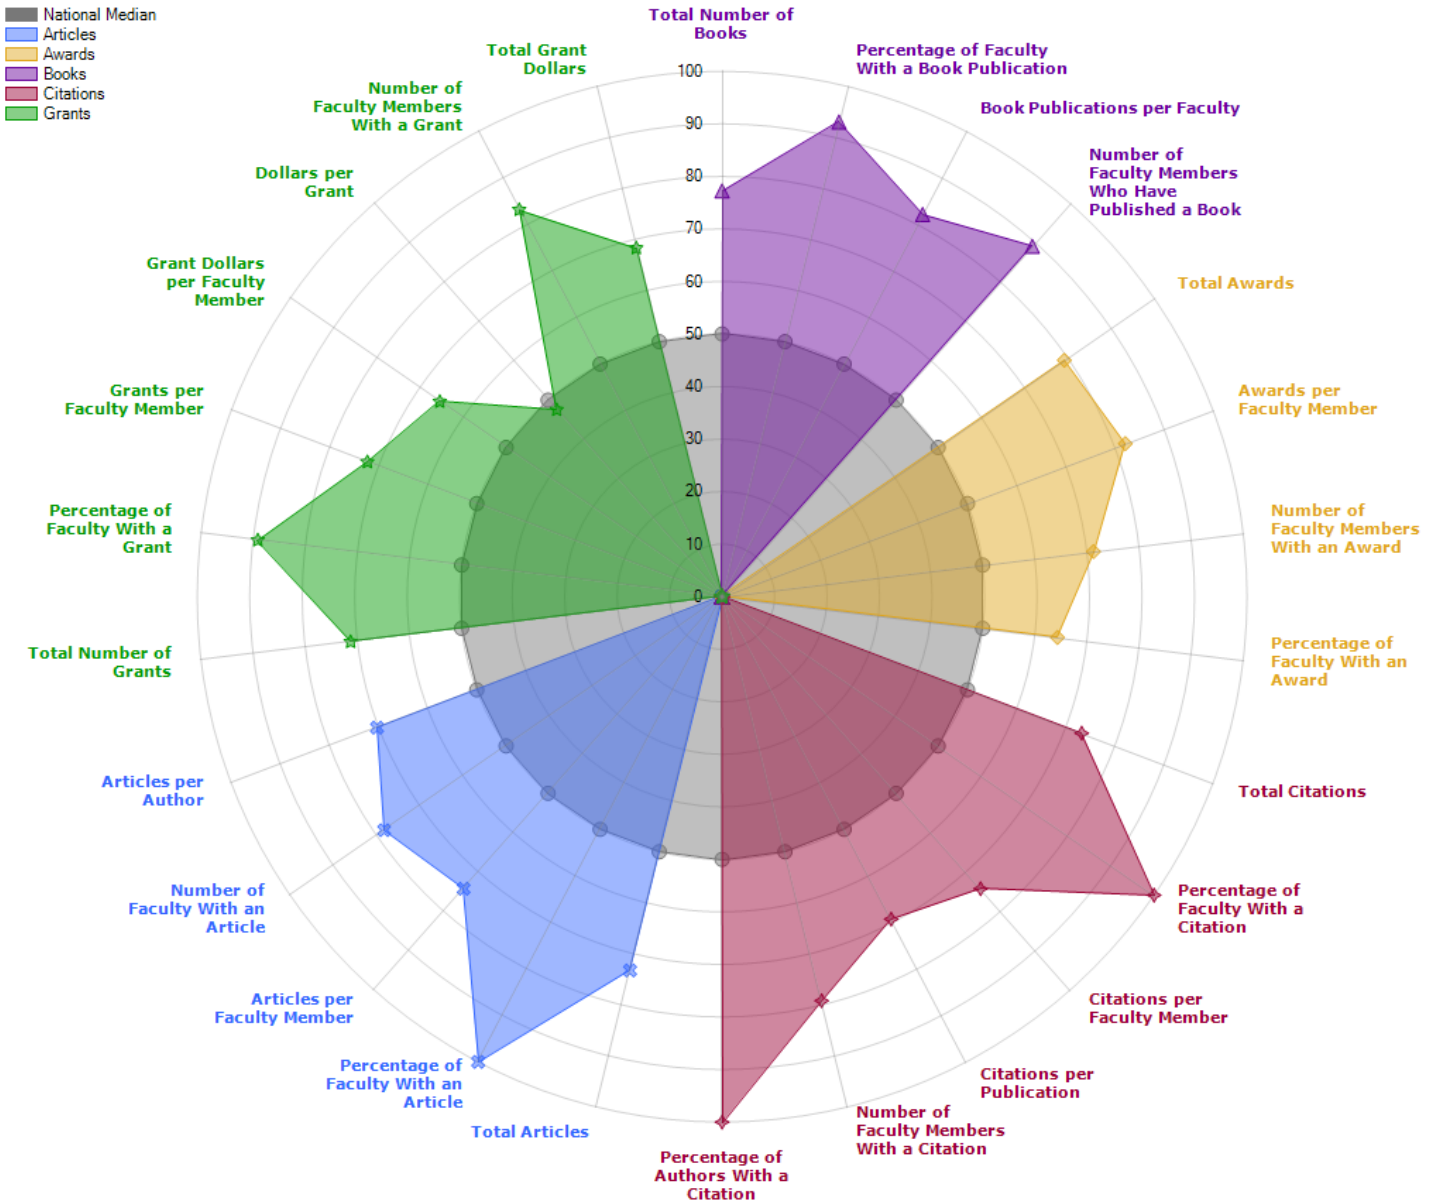 National Median
Articles
Awards
Books
Citations
Grants
Total Number of
Books
Percentage of Faculty
With a Book Publication
Book Publications per Faculty
Number of
Faculty Members
Who Have
Published a Book
Total Awards
Awards per
Faculty Member
Number of
Faculty Members
With an Award
Percentage of
Faculty With an
Award
Total Citations
Percentage of
Faculty With a
Citation
Citations per
Faculty Member
Citations per
Publication
Number of
Faculty Members
With a Citation
Percentage of
Authors With a
Citation
Total Articles
Percentage of
Faculty With an
Article
Articles per
Faculty Member
Number of
Faculty With an
Article
Articles per
Author
Total Number of
Grants
Percentage of
Faculty With a
Grant
Grants per
Faculty Member
Grant Dollars
per Faculty
Member
Dollars per
Grant
Number of
Faculty Members
With a Grant
Total Grant
Dollars
100
90
80
70
60
50
40
30
20
10
0